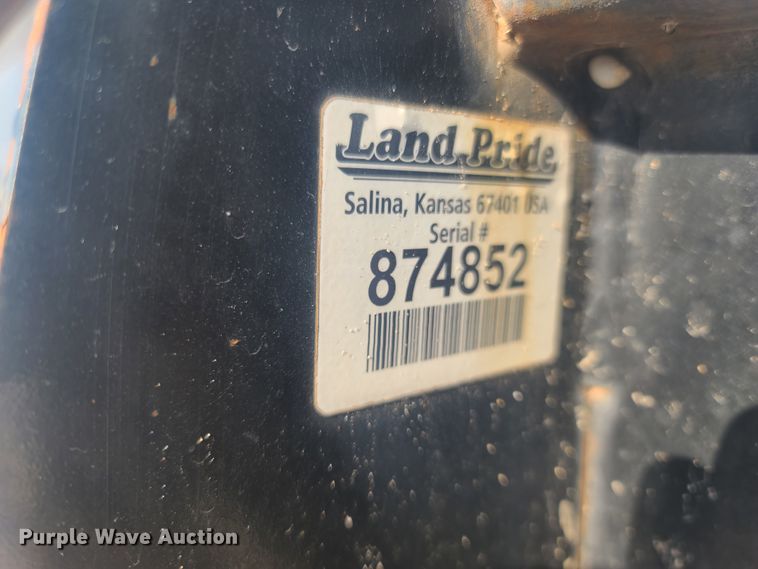 Land Pride
Salina, Kansas 67401 USA
Serial #
874852
Purple Wave Auction